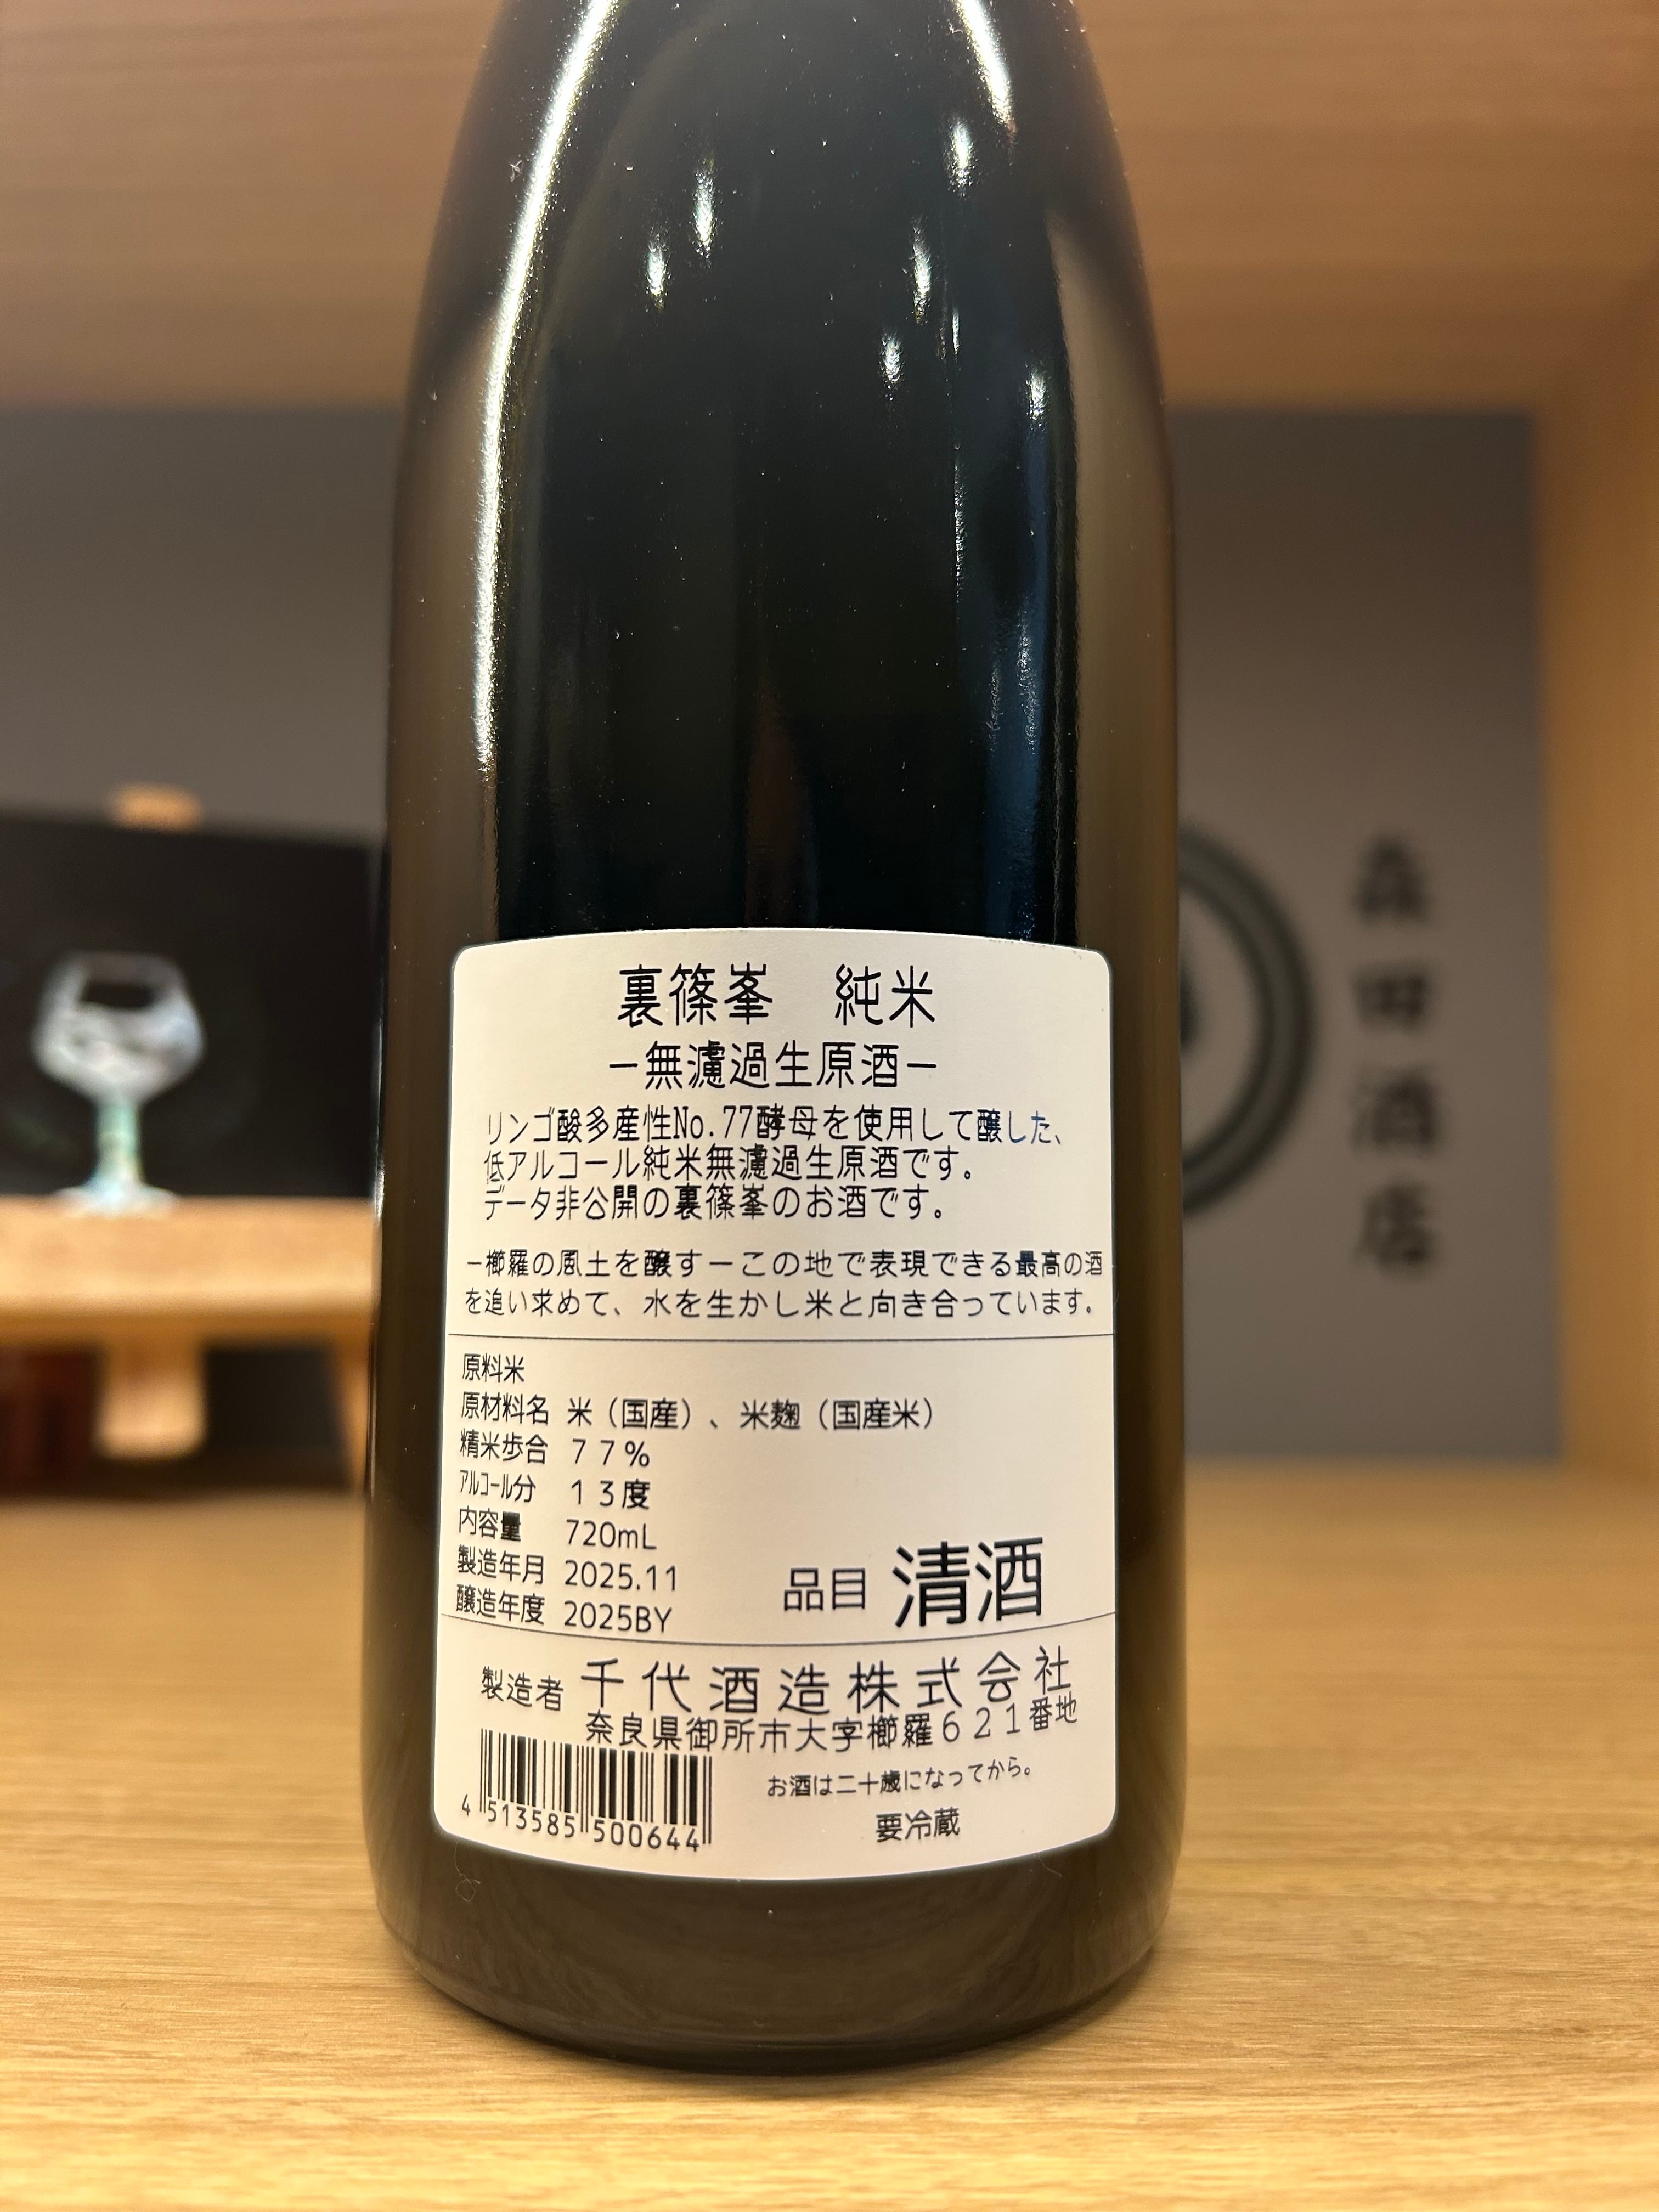 裏篠峯　純米
－無濾過生原酒－
リンゴ酸多産性No.77酵母を使用して醸した、
低アルコール純米無濾過生原酒です。
データ非公開の裏篠峯のお酒です。
－櫛羅の風土を醸す－この地で表現できる最高の酒
を追い求めて、水を生かし米と向き合っています。
原料米
原材料名 米（国産）、米麹（国産米）
精米歩合 ７７％
アルコール分 １３度
内容量 720mL
製造年月 2025.11
醸造年度 2025BY
品目 清酒
製造者 千代酒造株式会社
奈良県御所市大字櫛羅６２１番地
お酒は二十歳になってから。
要冷蔵
4 513585 500644
森田酒店